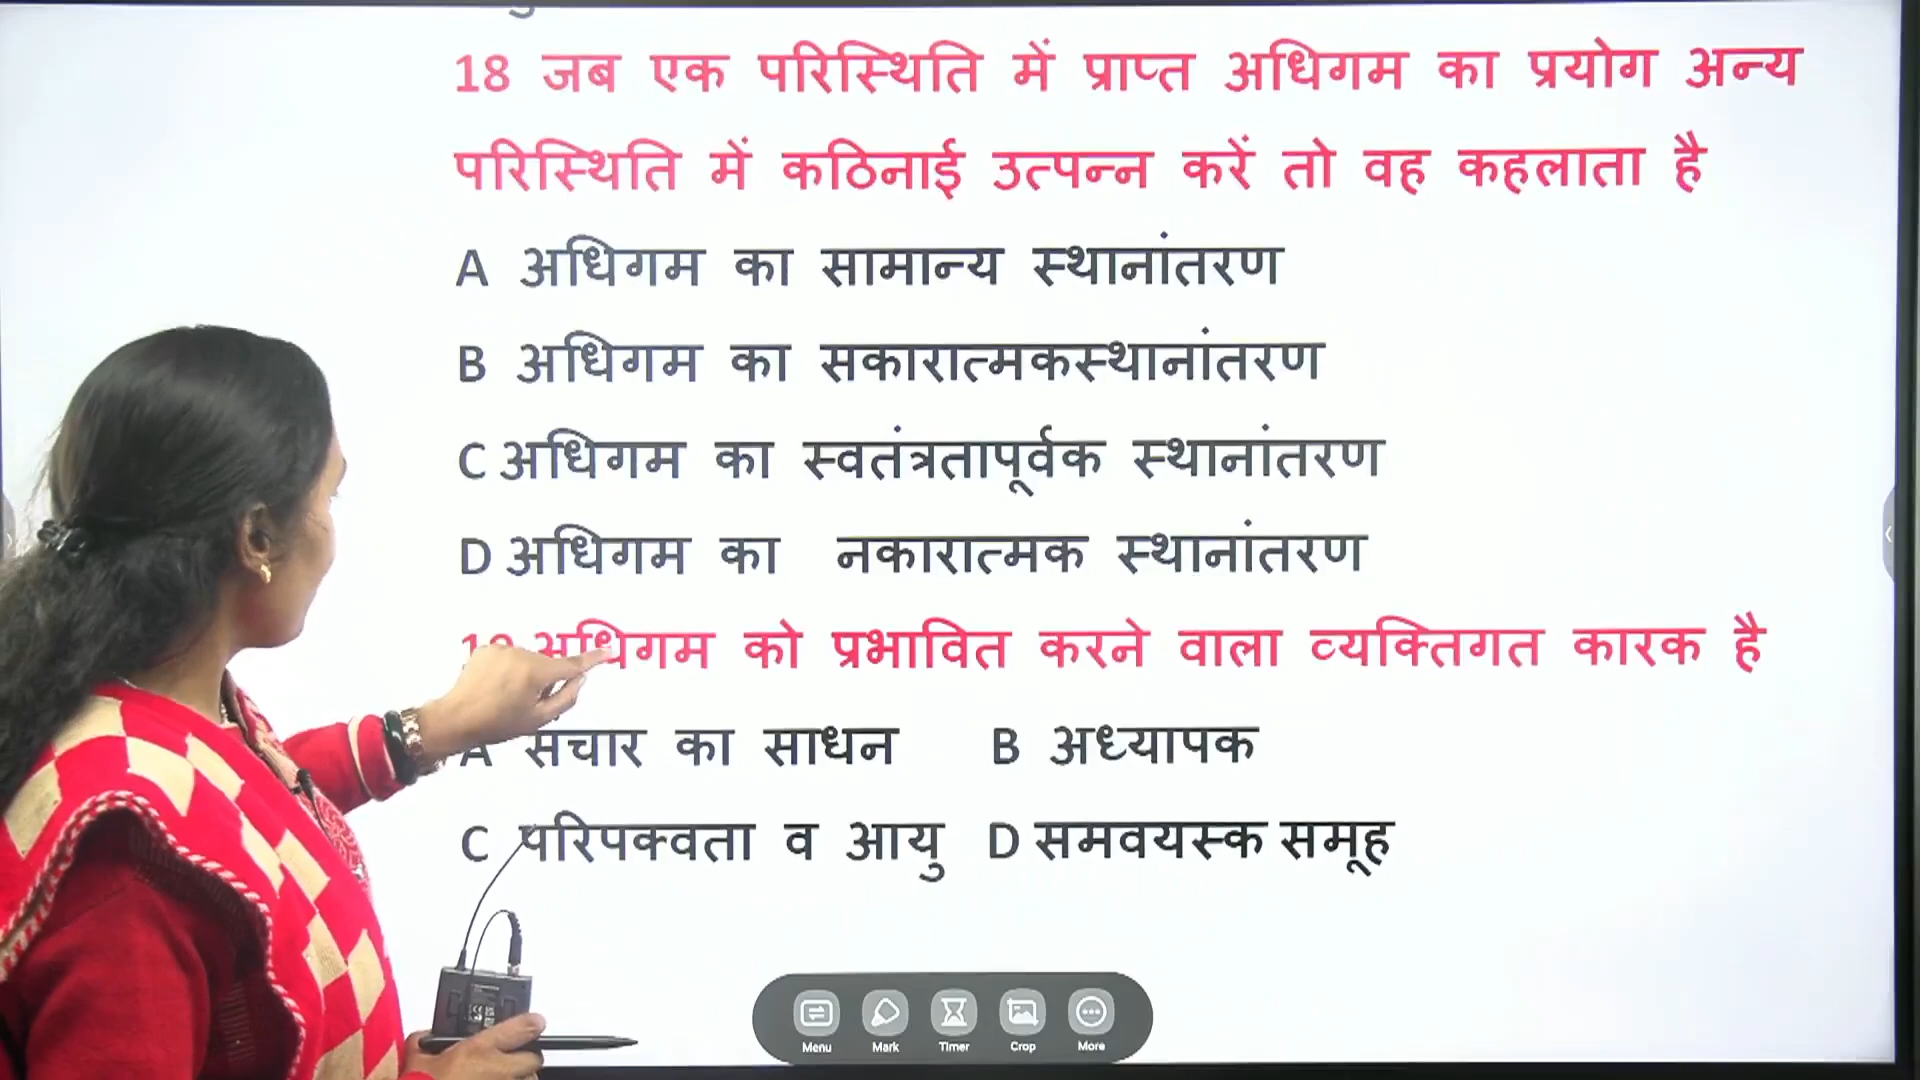 18 जब एक परिस्थिति में प्राप्त अधिगम का प्रयोग अन्य
परिस्थिति में कठिनाई उत्पन्न करें तो वह कहलाता है
A अधिगम का सामान्य स्थानांतरण
B अधिगम का सकारात्मकस्थानांतरण
C अधिगम का स्वतंत्रतापूर्वक स्थानांतरण
D अधिगम का नकारात्मक स्थानांतरण
अधिगम को प्रभावित करने वाला व्यक्तिगत कारक है
A सचार का साधन B अध्यापक
C परिपक्वता व आयु D समवयस्क समूह
Menu Mark Timer Crop More